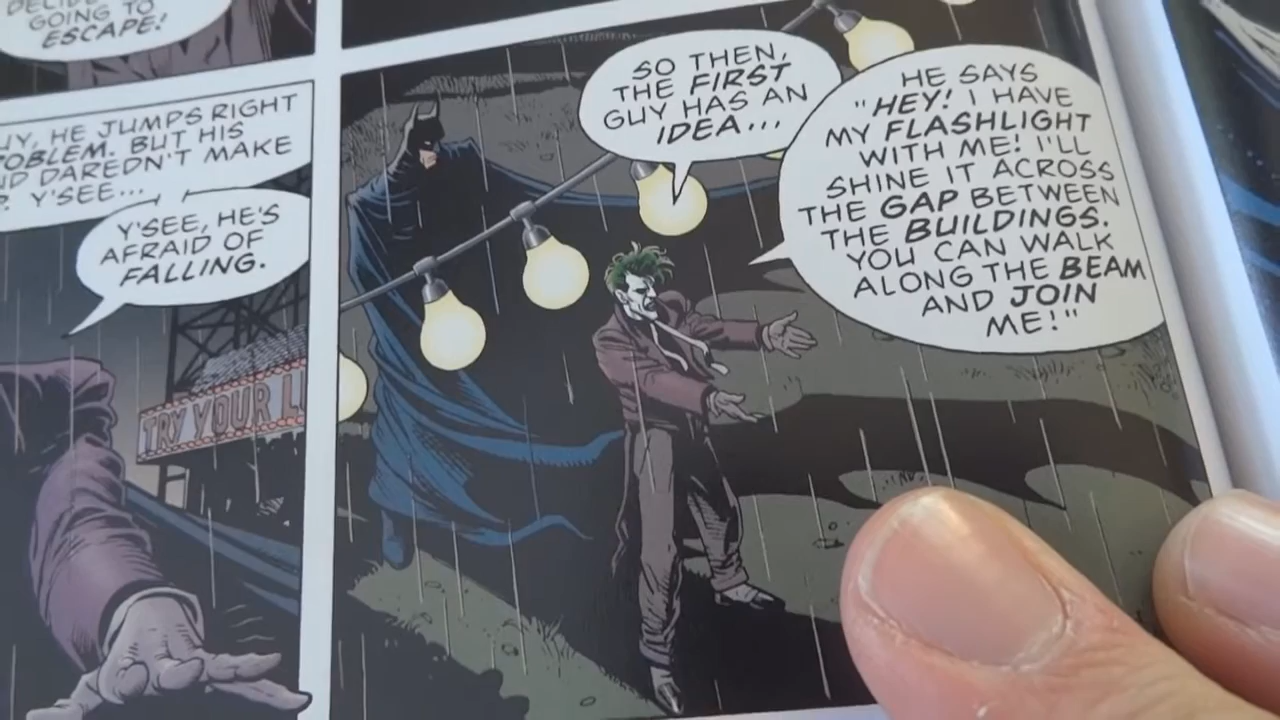 GOING TO
ESCAPE!
HE JUMPS RIGHT
BUT HIS
DAREDN'T MAKE
Y'SEE...
Y'SEE, HE'S
AFRAID OF
FALLING.
TRY YOUR
SO THEN,
THE FIRST
GUY HAS AN
IDEA...
HE SAYS
"HEY! I HAVE
MY FLASHLIGHT
WITH ME! I'LL
SHINE IT ACROSS
THE GAP BETWEEN
THE BUILDINGS.
YOU CAN WALK
ALONG THE BEAM
AND JOIN
ME!"